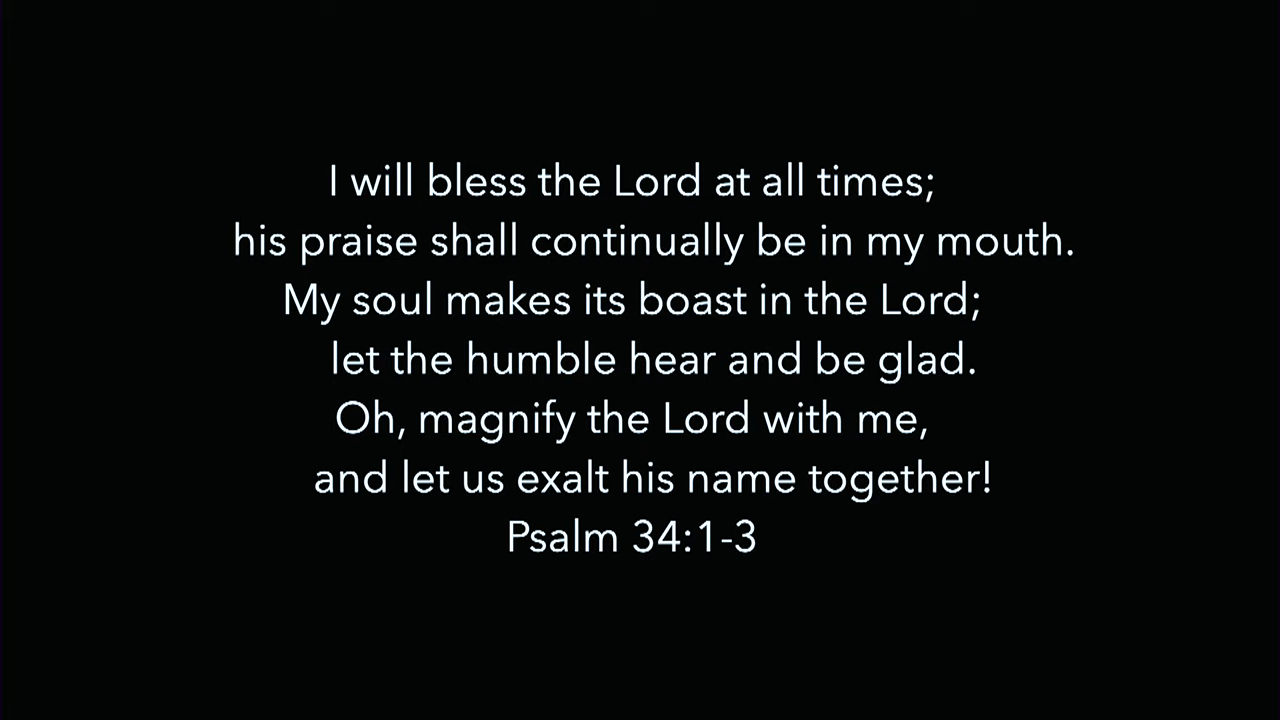 I will bless the Lord at all times;
his praise shall continually be in my mouth.
My soul makes its boast in the Lord;
let the humble hear and be glad.
Oh, magnify the Lord with me,
and let us exalt his name together!
Psalm 34:1-3